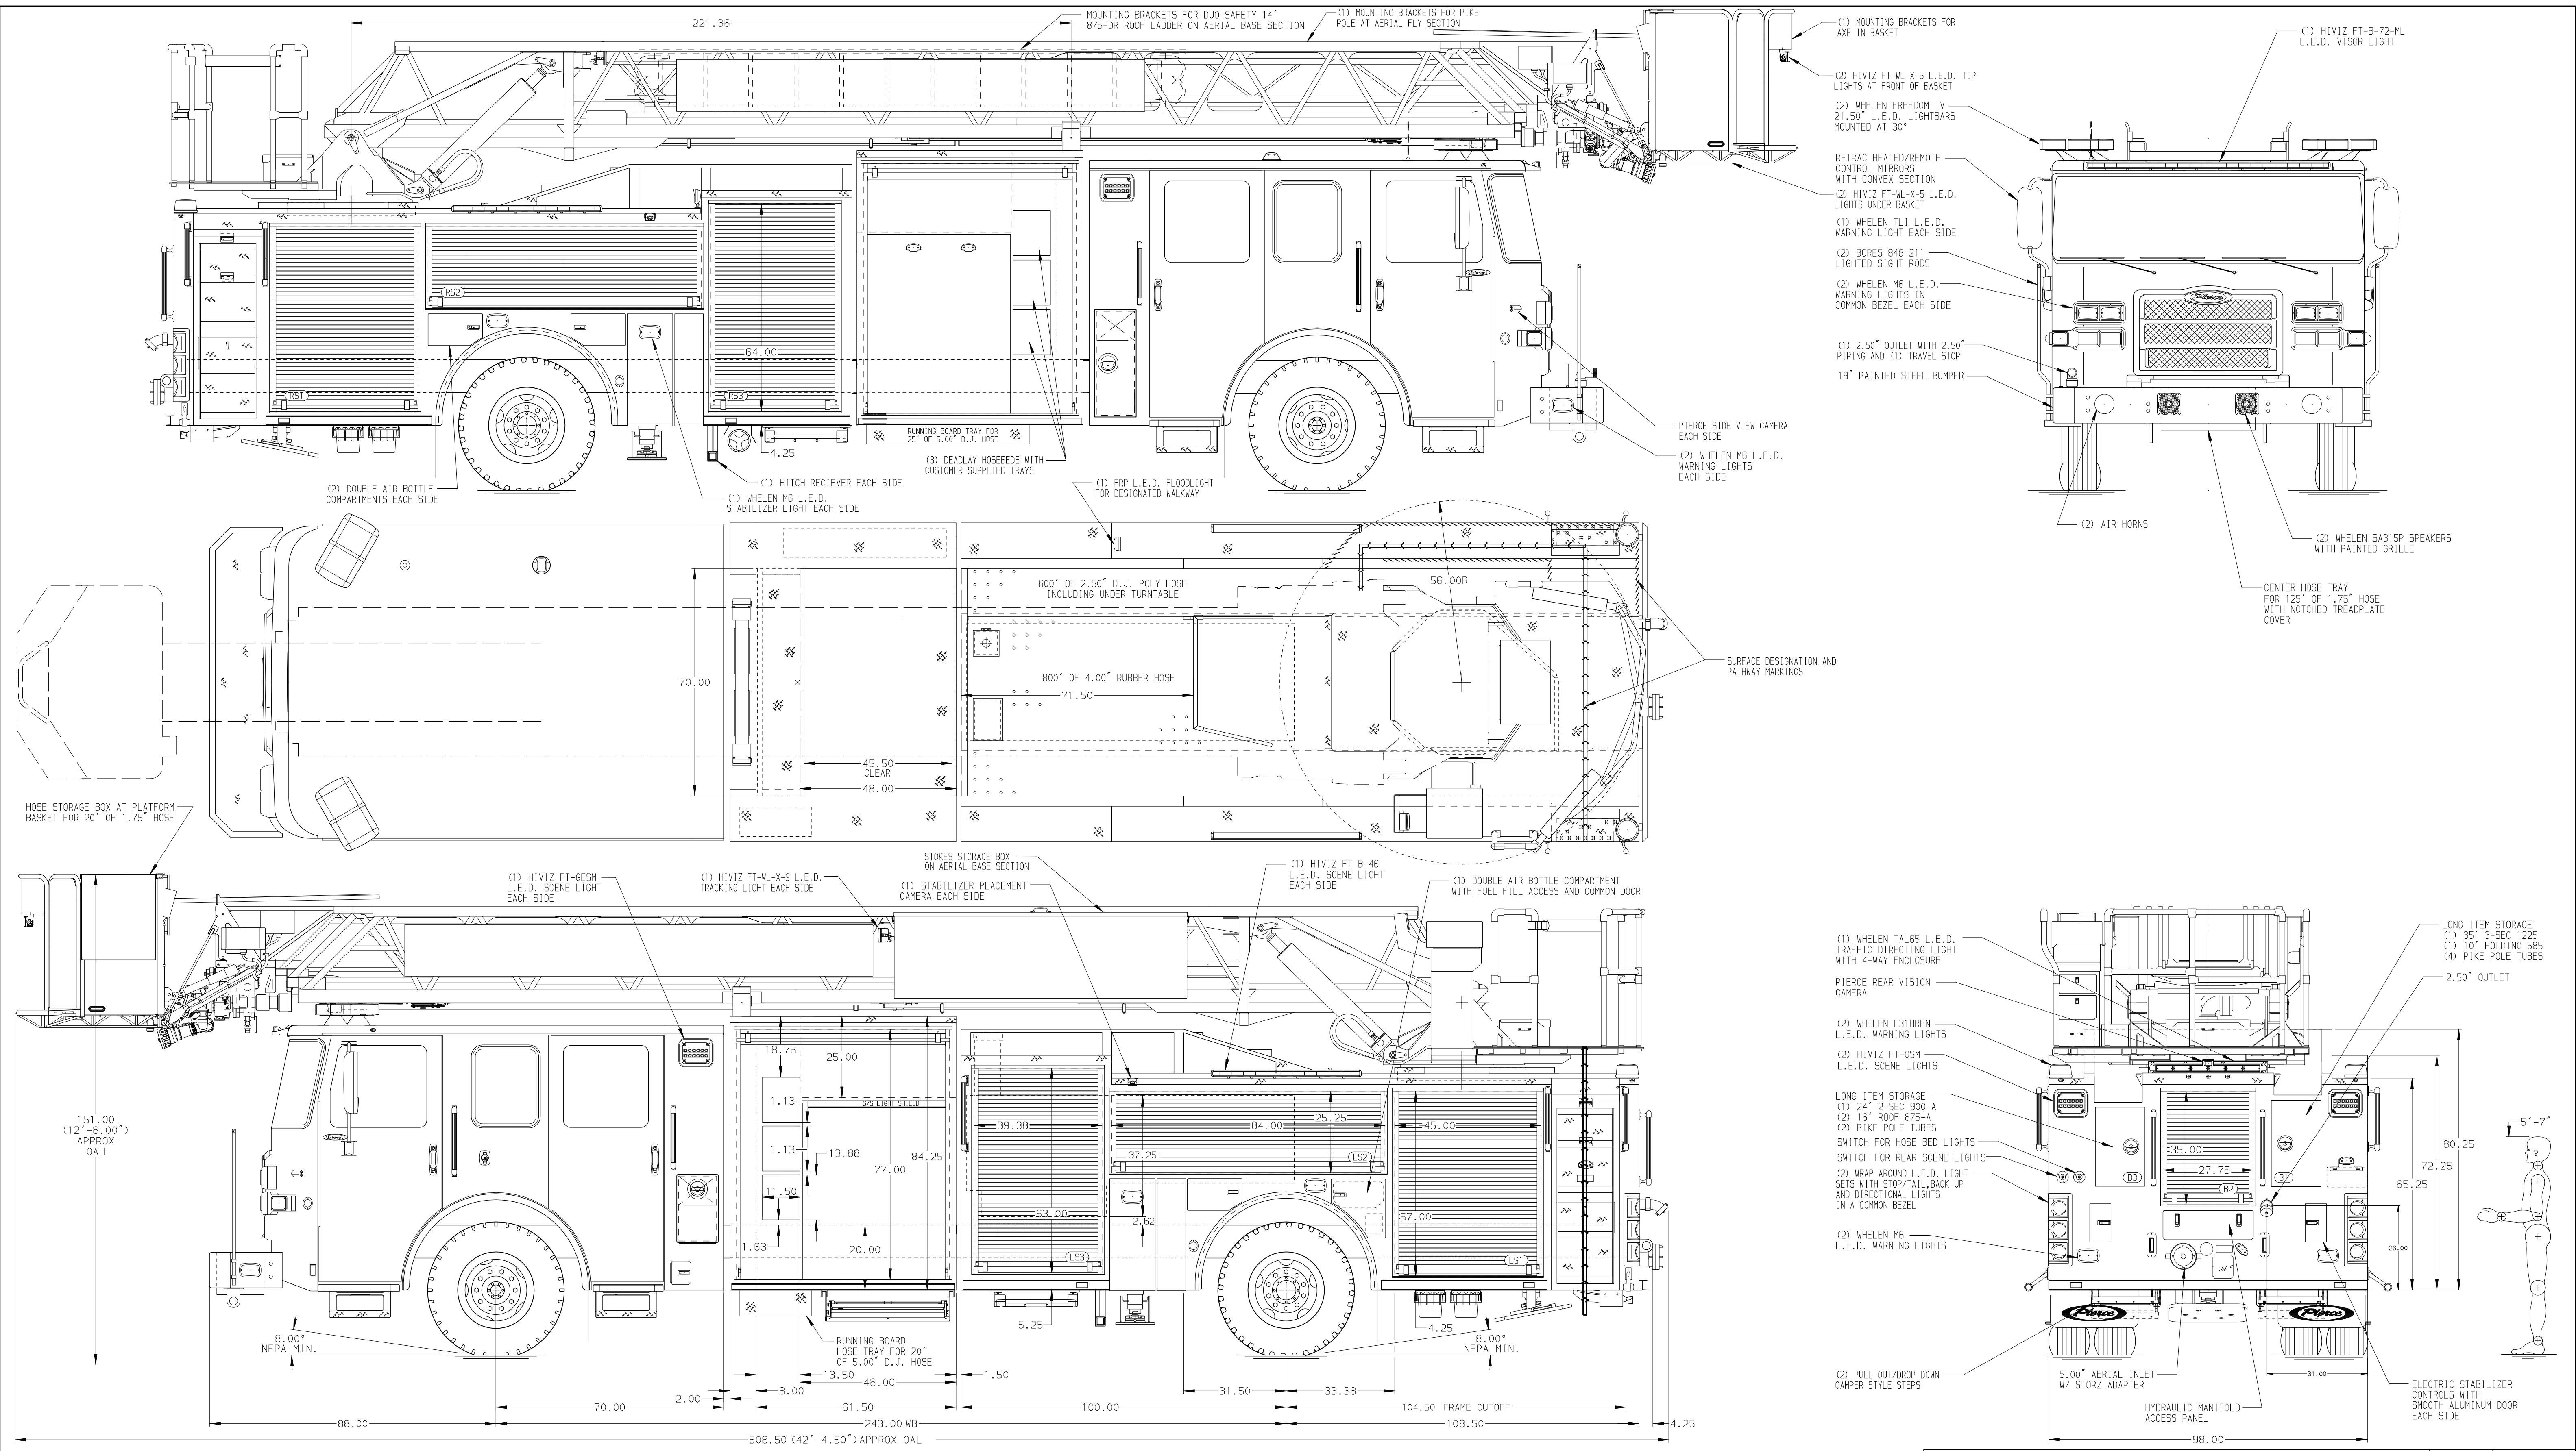 221.36
MOUNTING BRACKETS FOR DUO-SAFETY 14'
875-DR ROOF LADDER ON AERIAL BASE SECTION
(1) MOUNTING BRACKETS FOR PIKE
POLE AT AERIAL FLY SECTION
(1) MOUNTING BRACKETS FOR
AXE IN BASKET
(2) HIVIZ FT-WL-X-5 L.E.D. TIP
LIGHTS AT FRONT OF BASKET
(2) WHELEN FREEDOM IV
21.50" L.E.D. LIGHTBARS
MOUNTED AT 30°
RETRAC HEATED/REMOTE
CONTROL MIRRORS
WITH CONVEX SECTION
(2) HIVIZ FT-WL-X-5 L.E.D.
LIGHTS UNDER BASKET
(1) WHELEN TLI L.E.D.
WARNING LIGHT EACH SIDE
(2) BORES 848-211
LIGHTED SIGHT RODS
(2) WHELEN M6 L.E.D.
WARNING LIGHTS IN
COMMON BEZEL EACH SIDE
(1) 2.50" OUTLET WITH 2.50"
PIPING AND (1) TRAVEL STOP
19" PAINTED STEEL BUMPER
(1) HIVIZ FT-B-72-ML
L.E.D. VISOR LIGHT
Pierce
(2) AIR HORNS
(2) WHELEN SA315P SPEAKERS
WITH PAINTED GRILLE
CENTER HOSE TRAY
FOR 125' OF 1.75" HOSE
WITH NOTCHED TREADPLATE
COVER
RS1
RS2
RS3
64.00
4.25
Pierce
RUNNING BOARD TRAY FOR
25' OF 5.00" D.J. HOSE
(3) DEADLAY HOSEBEDS WITH
CUSTOMER SUPPLIED TRAYS
PIERCE SIDE VIEW CAMERA
EACH SIDE
(2) WHELEN M6 L.E.D.
WARNING LIGHTS
EACH SIDE
(2) DOUBLE AIR BOTTLE
COMPARTMENTS EACH SIDE
(1) WHELEN M6 L.E.D.
STABILIZER LIGHT EACH SIDE
(1) HITCH RECIEVER EACH SIDE
(1) FRP L.E.D. FLOODLIGHT
FOR DESIGNATED WALKWAY
600' OF 2.50" D.J. POLY HOSE
INCLUDING UNDER TURNTABLE
56.00R
70.00
800' OF 4.00" RUBBER HOSE
71.50
45.50
CLEAR
48.00
SURFACE DESIGNATION AND
PATHWAY MARKINGS
HOSE STORAGE BOX AT PLATFORM
BASKET FOR 20' OF 1.75" HOSE
(1) HIVIZ FT-GESM
L.E.D. SCENE LIGHT
EACH SIDE
(1) HIVIZ FT-WL-X-9 L.E.D.
TRACKING LIGHT EACH SIDE
STOKES STORAGE BOX
ON AERIAL BASE SECTION
(1) STABILIZER PLACEMENT
CAMERA EACH SIDE
(1) HIVIZ FT-B-46
L.E.D. SCENE LIGHT
EACH SIDE
(1) DOUBLE AIR BOTTLE COMPARTMENT
WITH FUEL FILL ACCESS AND COMMON DOOR
151.00
(12'-8.00")
APPROX
OAH
Pierce
18.75
25.00
1.13
S/S LIGHT SHIELD
1.13
13.88
77.00
84.25
11.50
1.63
20.00
39.38
63.00
LS3
37.25
84.00
25.25
LS2
2.62
45.00
57.00
LS1
5.25
4.25
8.00°
NFPA MIN.
8.00°
NFPA MIN.
RUNNING BOARD
HOSE TRAY FOR 20'
OF 5.00" D.J. HOSE
13.50
1.50
8.00
48.00
2.00
31.50
33.38
70.00
61.50
100.00
104.50 FRAME CUTOFF
88.00
243.00 WB
108.50
4.25
508.50 (42'-4.50") APPROX OAL
(1) WHELEN TAL65 L.E.D.
TRAFFIC DIRECTING LIGHT
WITH 4-WAY ENCLOSURE
PIERCE REAR VISION
CAMERA
(2) WHELEN L31HRFN
L.E.D. WARNING LIGHTS
(2) HIVIZ FT-GSM
L.E.D. SCENE LIGHTS
LONG ITEM STORAGE
(1) 24' 2-SEC 900-A
(2) 16' ROOF 875-A
(2) PIKE POLE TUBES
SWITCH FOR HOSE BED LIGHTS
SWITCH FOR REAR SCENE LIGHTS
(2) WRAP AROUND L.E.D. LIGHT
SETS WITH STOP/TAIL,BACK UP
AND DIRECTIONAL LIGHTS
IN A COMMON BEZEL
(2) WHELEN M6
L.E.D. WARNING LIGHTS
(2) PULL-OUT/DROP DOWN
CAMPER STYLE STEPS
5.00" AERIAL INLET
W/ STORZ ADAPTER
HYDRAULIC MANIFOLD
ACCESS PANEL
LONG ITEM STORAGE
(1) 35' 3-SEC 1225
(1) 10' FOLDING 585
(4) PIKE POLE TUBES
2.50" OUTLET
5'-7"
80.25
72.25
65.25
26.00
35.00
27.75
B3
B2
B1
Pierce
Pierce
31.00
98.00
ELECTRIC STABILIZER
CONTROLS WITH
SMOOTH ALUMINUM DOOR
EACH SIDE